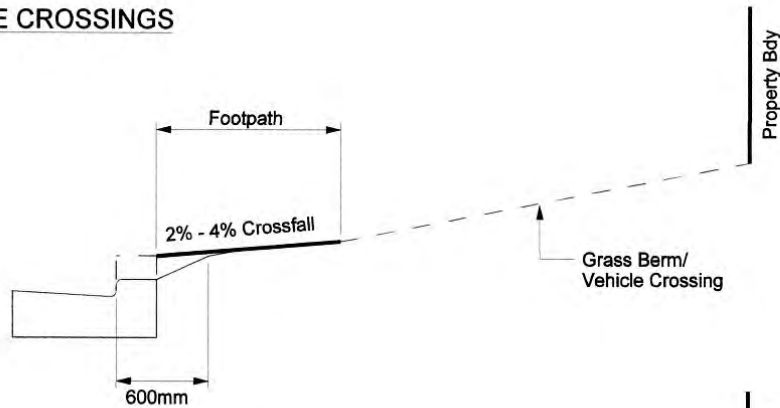 E CROSSINGS
Property Bdy
Footpath
2% - 4% Crossfall
Grass Berm/
Vehicle Crossing
600mm